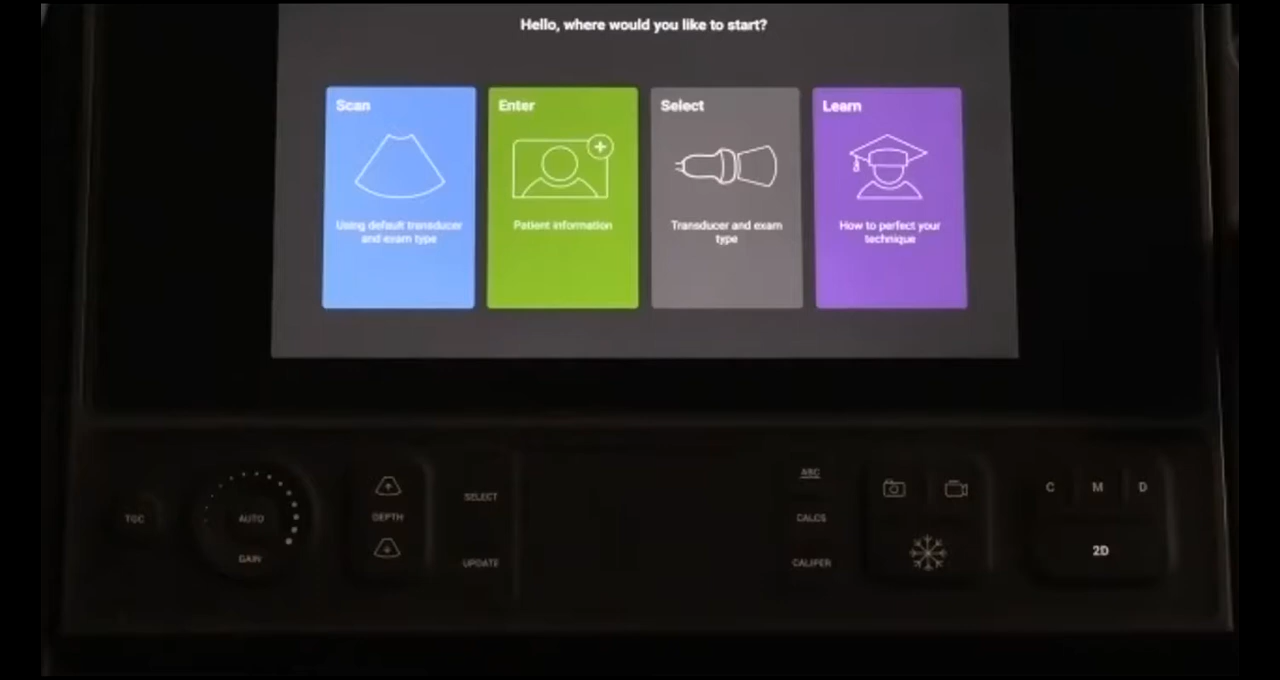 Hello, where would you like to start?
Scan
Enter
Select
Learn
Using default transducer
and exam type
Patient information
Transducer and exam
type
How to perfect your
technique
ABC
C
M
D
SELECT
TGC
AUTO
DEPTH
CALCS
2D
GAIN
UPDATE
CALIPER